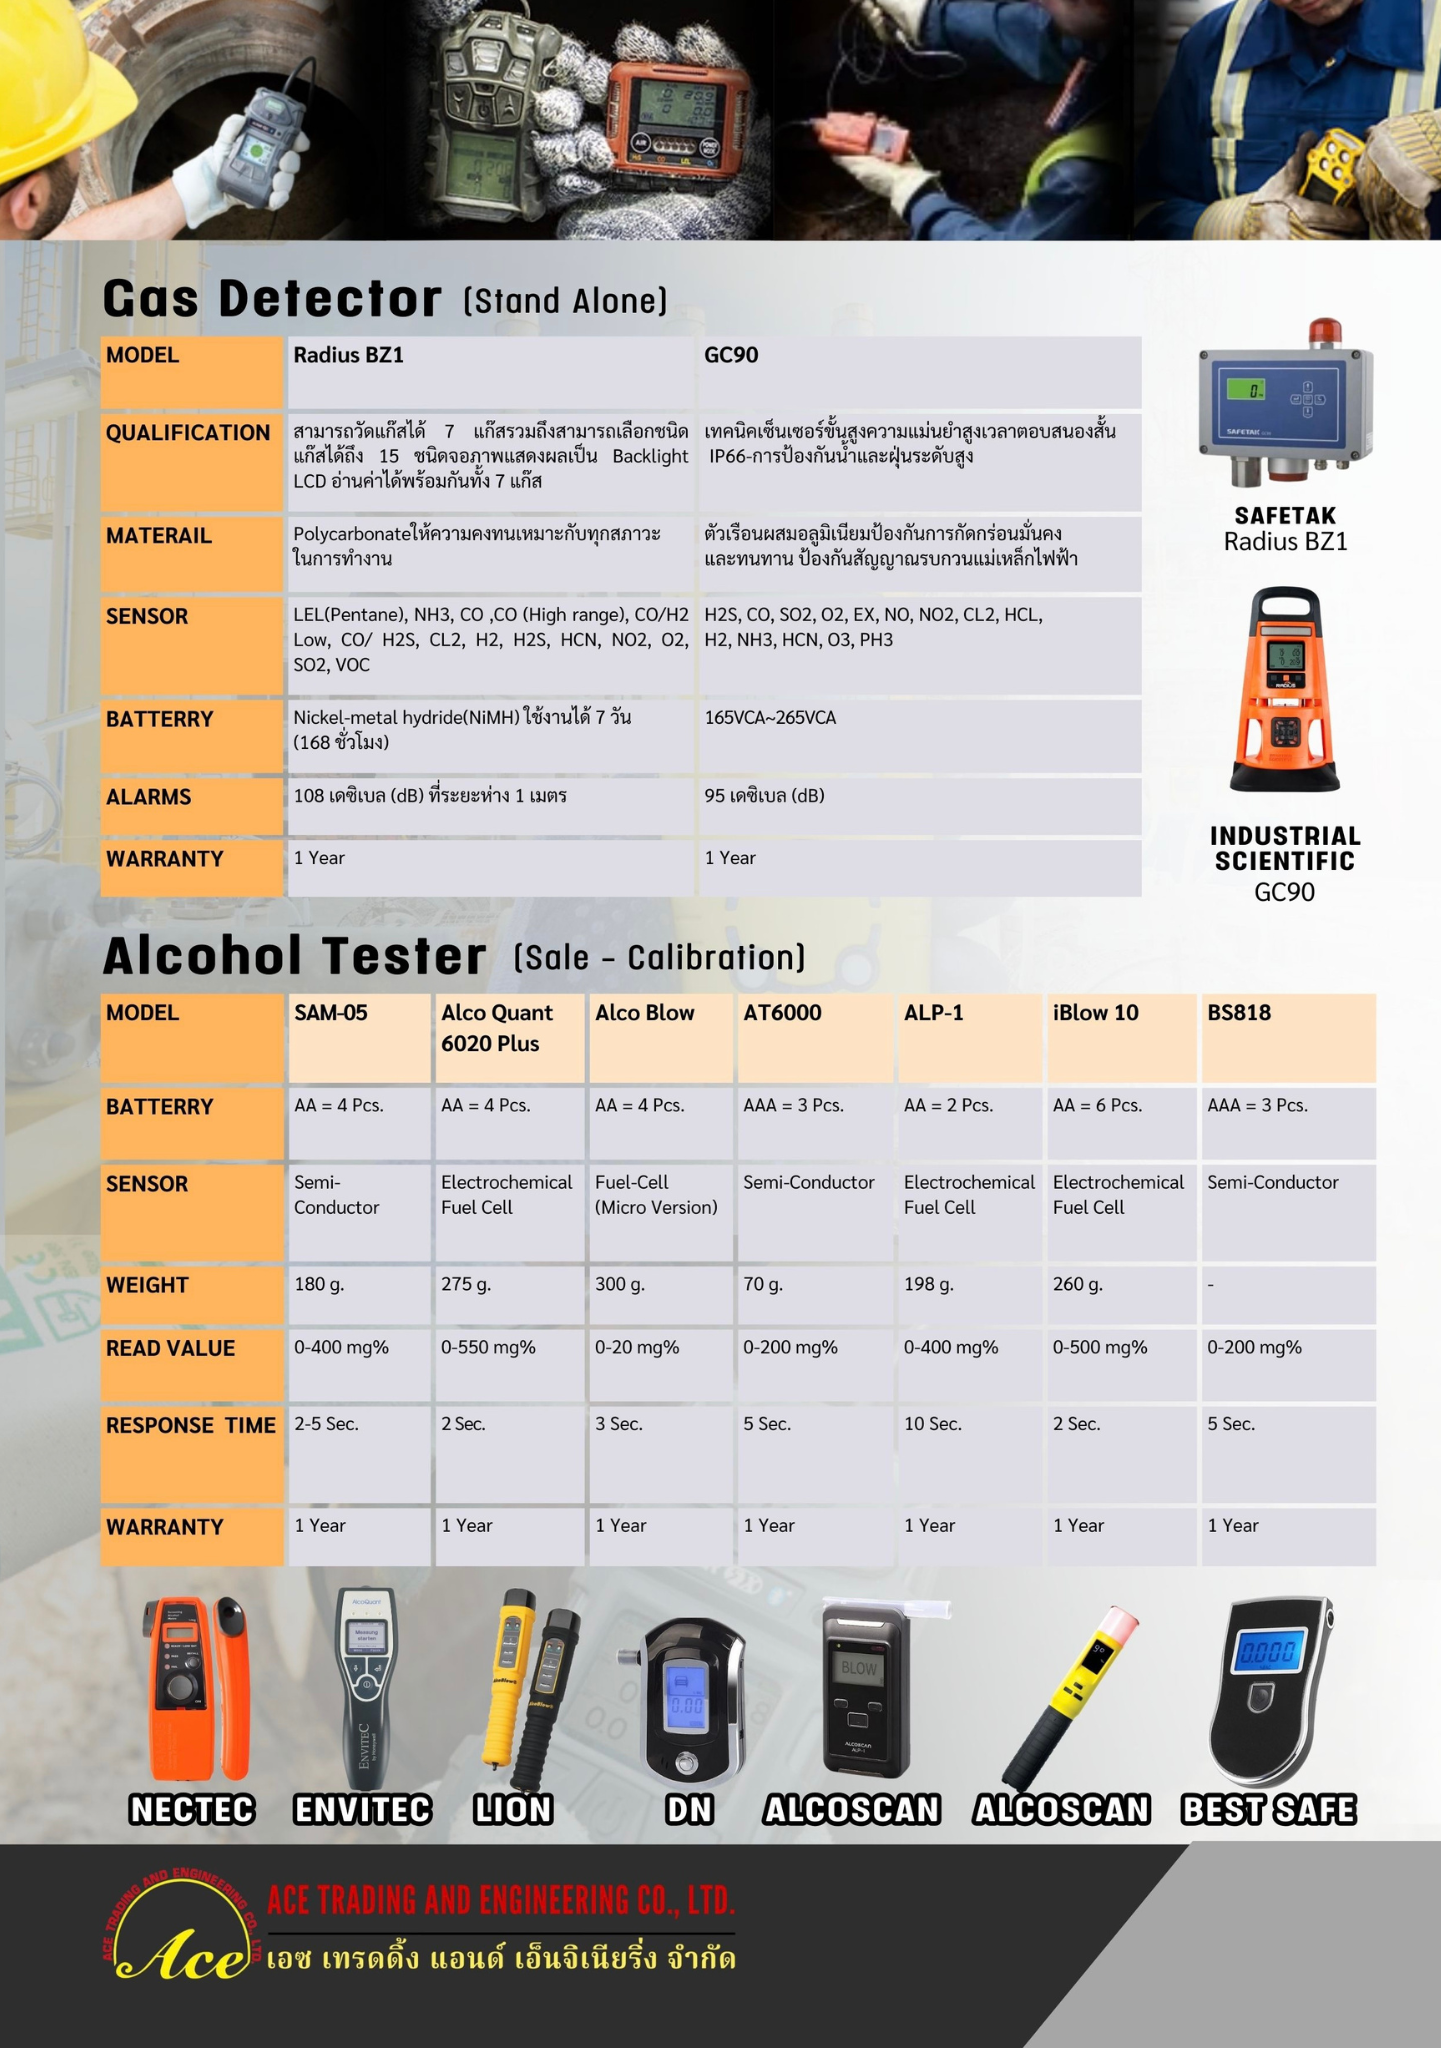 Gas Detector (Stand Alone)
MODEL
Radius BZ1
GC90
QUALIFICATION
สามารถวัดแก๊สได้ 7 แก๊สรวมถึงสามารถเลือกชนิด
แก๊สได้ถึง 15 ชนิดจอภาพแสดงผลเป็น Backlight
LCD อ่านค่าได้พร้อมกันทั้ง 7 แก๊ส
เทคนิคเซ็นเซอร์ขั้นสูงความแม่นยำสูงเวลาตอบสนองสั้น
IP66-การป้องกันน้ำและฝุ่นระดับสูง
MATERAIL
Polycarbonateให้ความคงทนเหมาะกับทุกสภาวะ
ในการทำงาน
ตัวเรือนผสมอลูมิเนียมป้องกันการกัดกร่อนมั่นคง
และทนทาน ป้องกันสัญญาณรบกวนแม่เหล็กไฟฟ้า
SENSOR
LEL(Pentane), NH3, CO ,CO (High range), CO/H2
Low, CO/ H2S, CL2, H2, H2S, HCN, NO2, O2,
SO2, VOC
H2S, CO, SO2, O2, EX, NO, NO2, CL2, HCL,
H2, NH3, HCN, O3, PH3
BATTERRY
Nickel-metal hydride(NiMH) ใช้งานได้ 7 วัน
(168 ชั่วโมง)
165VCA~265VCA
ALARMS
108 เดซิเบล (dB) ที่ระยะห่าง 1 เมตร
95 เดซิเบล (dB)
WARRANTY
1 Year
1 Year
SAFETAK
SAFETAK
Radius BZ1
RADIUS
INDUSTRIAL
SCIENTIFIC
GC90
Alcohol Tester (Sale – Calibration)
MODEL
SAM-05
Alco Quant
6020 Plus
Alco Blow
AT6000
ALP-1
iBlow 10
BS818
BATTERRY
AA = 4 Pcs.
AA = 4 Pcs.
AA = 4 Pcs.
AAA = 3 Pcs.
AA = 2 Pcs.
AA = 6 Pcs.
AAA = 3 Pcs.
SENSOR
Semi-
Conductor
Electrochemical
Fuel Cell
Fuel-Cell
(Micro Version)
Semi-Conductor
Electrochemical
Fuel Cell
Electrochemical
Fuel Cell
Semi-Conductor
WEIGHT
180 g.
275 g.
300 g.
70 g.
198 g.
260 g.
-
READ VALUE
0-400 mg%
0-550 mg%
0-20 mg%
0-200 mg%
0-400 mg%
0-500 mg%
0-200 mg%
RESPONSE TIME
2-5 Sec.
2 Sec.
3 Sec.
5 Sec.
10 Sec.
2 Sec.
5 Sec.
WARRANTY
1 Year
1 Year
1 Year
1 Year
1 Year
1 Year
1 Year
AlcoQuant
Messung
starten
ENVITEC
0.00
BLOW
ALCOSCAN
ALP-1
0.000
NECTEC
ENVITEC
LION
DN
ALCOSCAN
ALCOSCAN
BEST SAFE
ACE TRADING AND ENGINEERING CO., LTD.
Ace
ACE TRADING AND ENGINEERING CO., LTD.
เอซ เทรดดิ้ง แอนด์ เอ็นจิเนียริ่ง จำกัด